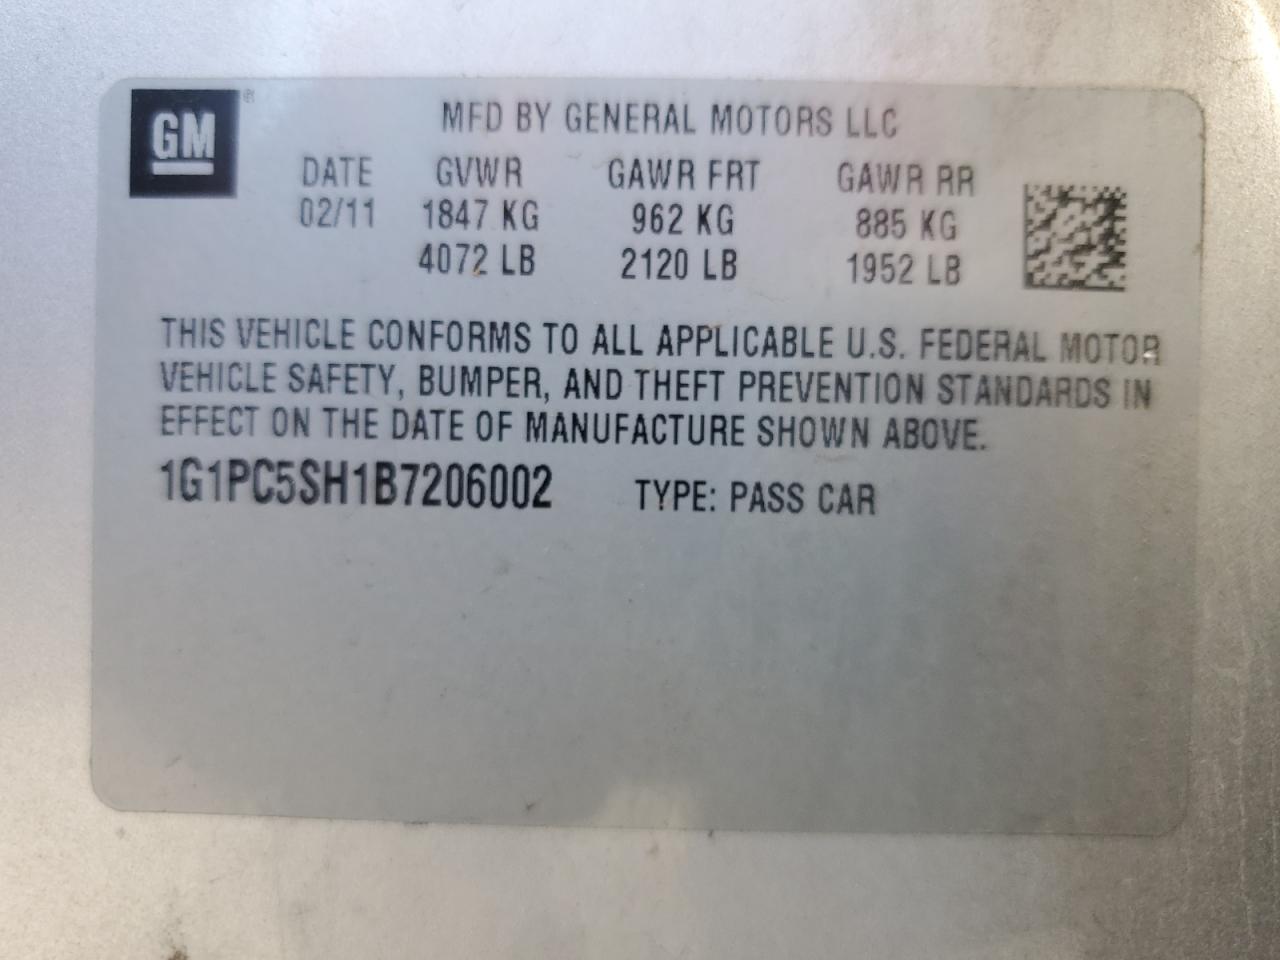 GM
MFD BY GENERAL MOTORS LLC
DATE GVWR GAWR FRT GAWR RR
02/11 1847 KG 962 KG 885 KG
4072 LB 2120 LB 1952 LB
THIS VEHICLE CONFORMS TO ALL APPLICABLE U.S. FEDERAL MOTOR
VEHICLE SAFETY, BUMPER, AND THEFT PREVENTION STANDARDS IN
EFFECT ON THE DATE OF MANUFACTURE SHOWN ABOVE.
1G1PC5SH1B7206002 TYPE: PASS CAR